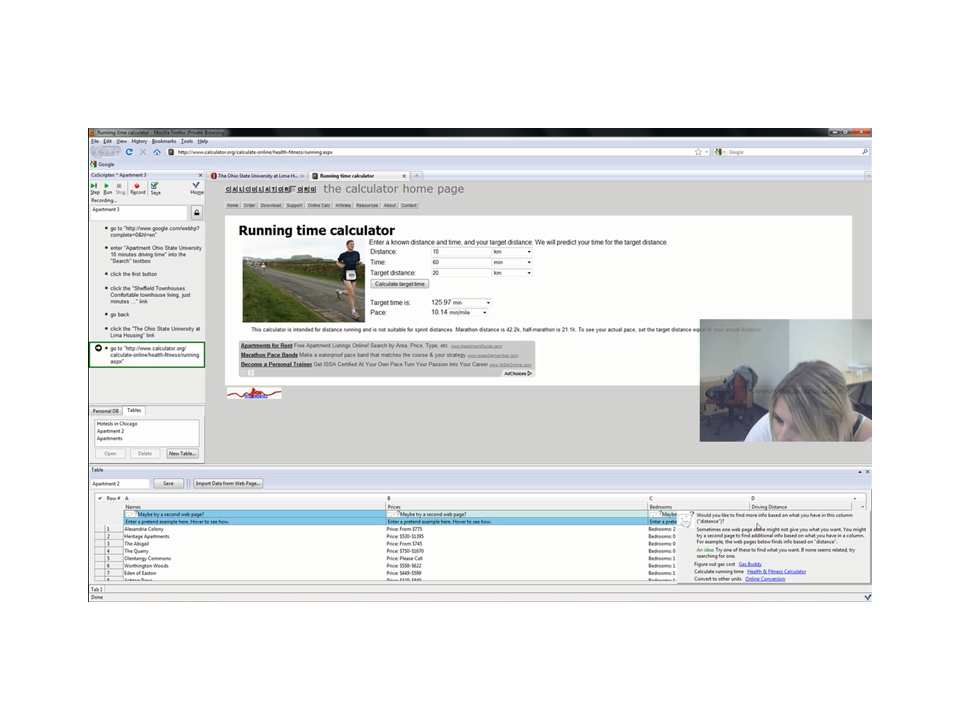 Running time calculator - Mozilla Firefox (Private Browsing)
File Edit View History Bookmarks Tools Help
http://www.calculator.org/calculate-online/health-fitness/running.aspx
Google
Google
CoScripter: * Apartment 3
The Ohio State University at Lima H...
Running time calculator
Step Run Stop Record Save Home
Recording...
Apartment 3
go to "http://www.google.com/webhp?
complete=0&hl=en"
enter "Apartment Ohio State University
10 minutes driving time" into the
"Search" textbox
click the first button
click the "Sheffield Townhouses.
Comfortable townhouse living, just
minutes ..." link
go back
click the "The Ohio State University at
Lima Housing" link
go to "http://www.calculator.org/
calculate-online/health-fitness/running.
aspx"
Personal DB Tables
Hotests in Chicago
Apartment 2
Apartments
Open Delete New Table...
CALCULATOR.ORG the calculator home page
Home Order Download Support Online Calc Articles Resources About Contact
Running time calculator
Enter a known distance and time, and your target distance. We will predict your time for the target distance.
Distance: 10 km
Time: 60 min
Target distance: 20 km
Calculate target time
Target time is: 125.97 min
Pace: 10.14 min/mile
This calculator is intended for distance running and is not suitable for sprint distances. Marathon distance is 42.2k, half-marathon is 21.1k. To see your actual pace, set the target distance equal to your actual distance.
Apartments for Rent Free Apartment Listings Online! Search by Area, Price, Type, etc. www.ApartmentGuide.com
Marathon Pace Bands Make a waterproof pace band that matches the course & your strategy
Become a Personal Trainer Get ISSA Certified At Your Own Pace Turn Your Passion Into Your Career www.ISSAOnline.com
AdChoices
Table
Apartment 2 Save Import Data from Web Page...
Row # A B C D
Names Prices Bedrooms Driving Distance
Maybe try a second web page? Maybe try a second web page? Maybe
Enter a pretend example here. Hover to see how. Enter a pretend example here. Hover to see how. Enter a prete
1 Alexandria Colony Price: From $775 Bedrooms: 2
2 Heritage Apartments Price: $530-$1395 Bedrooms: 1
3 The Abigail Price: From $745 Bedrooms:
4 The Quarry Price: $750-$1670 Bedrooms: 1
5 Olentangy Commons Price: Please Call Bedrooms: 1
6 Worthington Woods Price: $558-$622 Bedrooms: 1
7 Eden of Easton Price: $449-$599 Bedrooms: 1
Would you like to find more info based on what you have in this column
("distance")?
Sometimes one web page alone might not give you what you want. You might
try a second page to find additional info based on what you have in a column.
For example, the web pages below finds info based on "distance".
An idea: Try one of these to find what you want. If none seems related, try
searching for one.
Figure out gas cost Gas Buddy
Calculate running time Health & Fitness Calculator
Convert to other units Online Conversion
Tab 1
Done